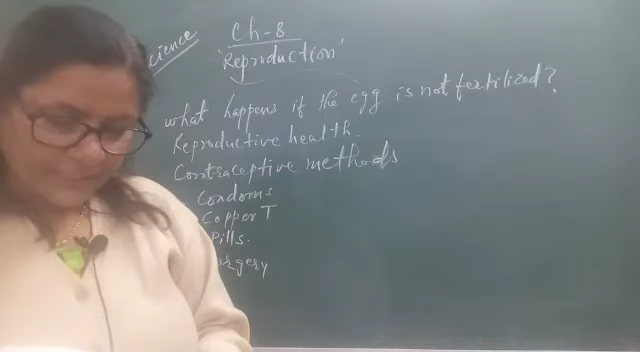 cience
Ch-8
'Reproduction'
what happens if the egg is not fertilized?
Reproductive health.
Contraceptive methods
Condoms
Copper T
Pills.
urgery